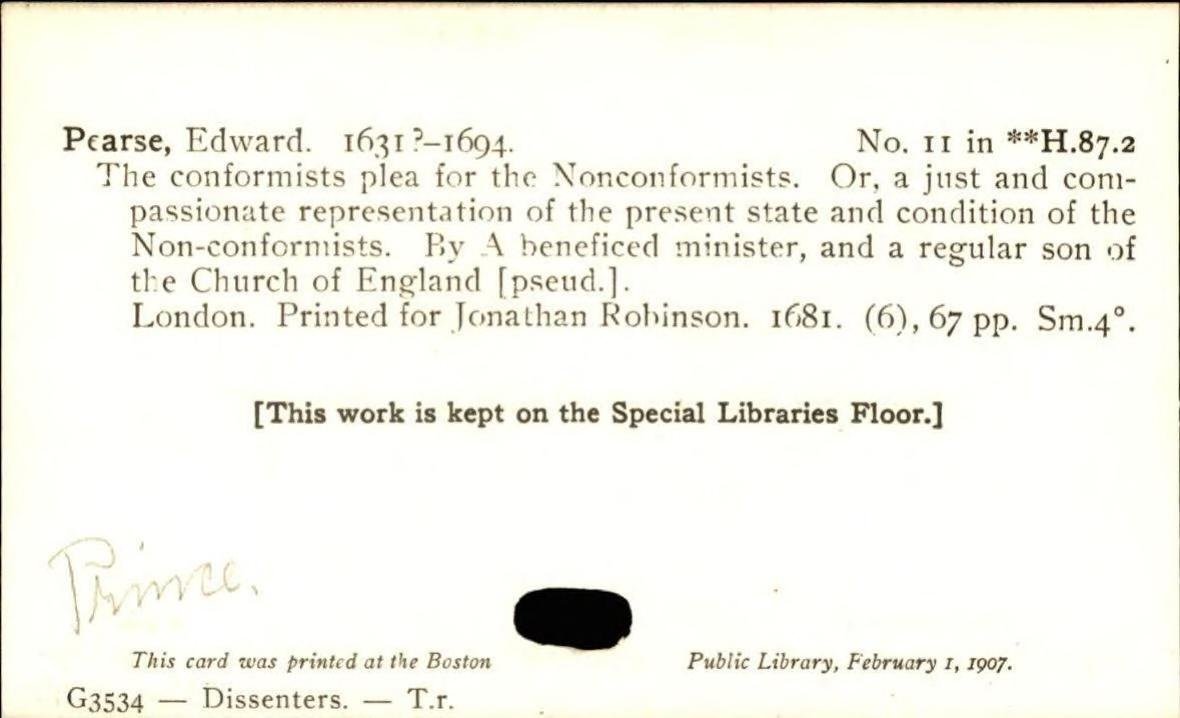 Pearse, Edward. 1631?–1694. No. 11 in **H.87.2
The conformists plea for the Nonconformists. Or, a just and com-
passionate representation of the present state and condition of the
Non-conformists. By A beneficed minister, and a regular son of
the Church of England [pseud.].
London. Printed for Jonathan Robinson. 1681. (6), 67 pp. Sm.4°.
[This work is kept on the Special Libraries Floor.]
Prince.
This card was printed at the Boston Public Library, February 1, 1907.
G3534 — Dissenters. — T.r.